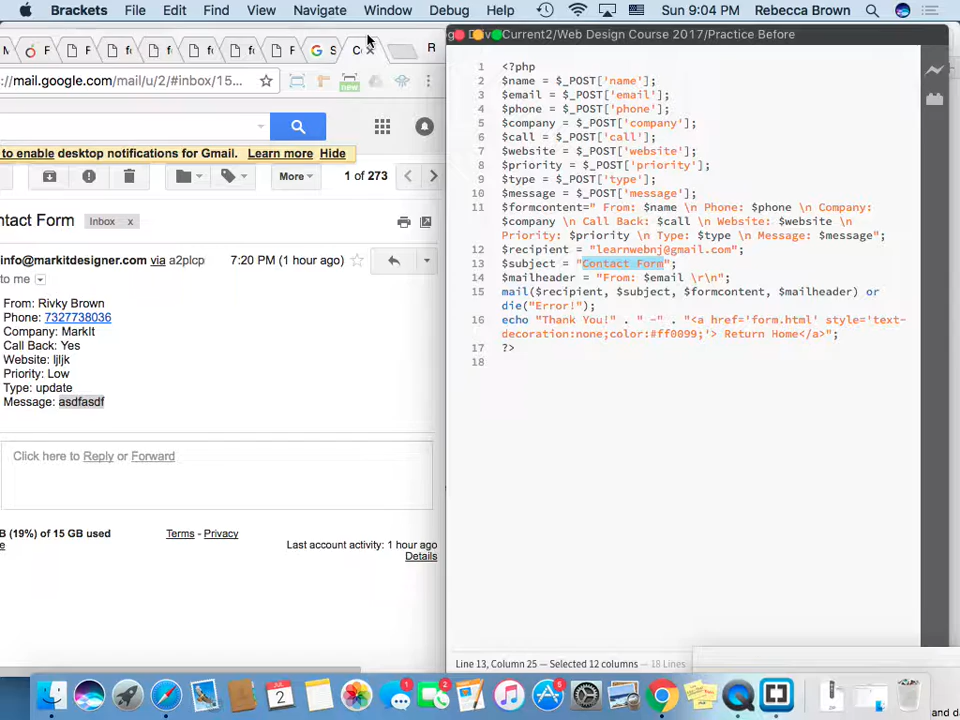 Brackets File Edit Find View Navigate Window Debug Help Sun 9:04 PM Rebecca Brown
Current2/Web Design Course 2017/Practice Before
R
//mail.google.com/mail/u/2/#inbox/15...
to enable desktop notifications for Gmail. Learn more Hide
More 1 of 273
ntact Form Inbox x
info@markitdesigner.com via a2plcp 7:20 PM (1 hour ago)
to me
From: Rivky Brown
Phone: 7327738036
Company: MarkIt
Call Back: Yes
Website: ljljk
Priority: Low
Type: update
Message: asdfasdf
Click here to Reply or Forward
B (19%) of 15 GB used
Terms - Privacy
Last account activity: 1 hour ago
Details
1 <?php
2 $name = $_POST['name'];
3 $email = $_POST['email'];
4 $phone = $_POST['phone'];
5 $company = $_POST['company'];
6 $call = $_POST['call'];
7 $website = $_POST['website'];
8 $priority = $_POST['priority'];
9 $type = $_POST['type'];
10 $message = $_POST['message'];
11 $formcontent=" From: $name \n Phone: $phone \n Company:
$company \n Call Back: $call \n Website: $website \n
Priority: $priority \n Type: $type \n Message: $message";
12 $recipient = "learnwebnj@gmail.com";
13 $subject = "Contact Form";
14 $mailheader = "From: $email \r\n";
15 mail($recipient, $subject, $formcontent, $mailheader) or
die("Error!");
16 echo "Thank You!" . " -" . "<a href='form.html' style='text-
decoration:none;color:#ff0099;'> Return Home</a>";
17 ?>
18
Line 13, Column 25 — Selected 12 columns — 18 Lines
and d